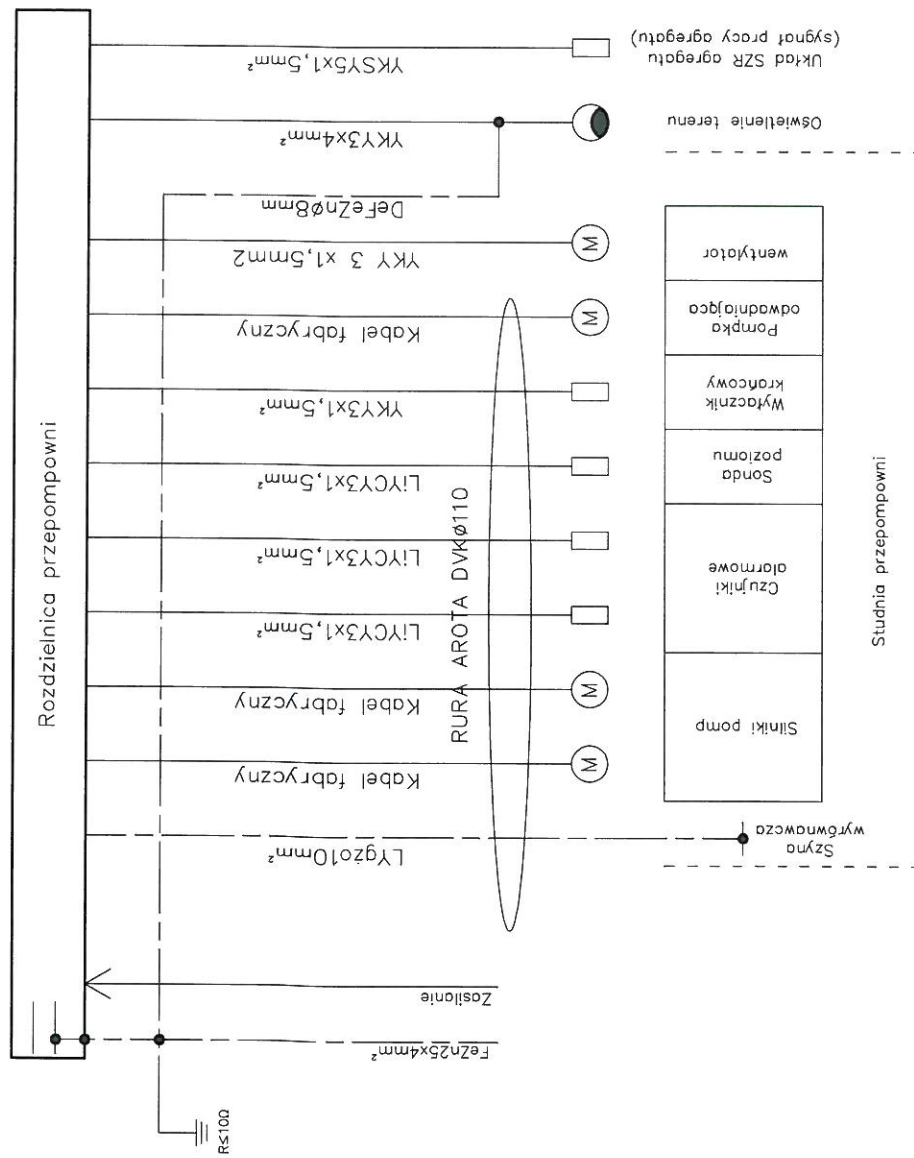 Rozdzielnica przepompowni
YKSY5x1,5mm²
Układ SZR agregatu
(sygnał pracy agregatu)
YKY3x4mm²
Oświetlenie terenu
DeFeZnø8mm
YKY 3 x1,5mm2
M
wentylator
Kabel fabryczny
M
Pompka
odwadniająca
YKY3x1,5mm²
Wyłacznik
krańcowy
LiYCY3x1,5mm²
Sonda
poziomu
LiYCY3x1,5mm²
LiYCY3x1,5mm²
Czujniki
alarmowe
Kabel fabryczny
M
Kabel fabryczny
M
Silniki pomp
RURA AROTA DVKø110
Studnia przepompowni
LYgżo10mm²
Szyna
wyrównawcza
Zasilanie
FeZn25x4mm²
R≤10Ω